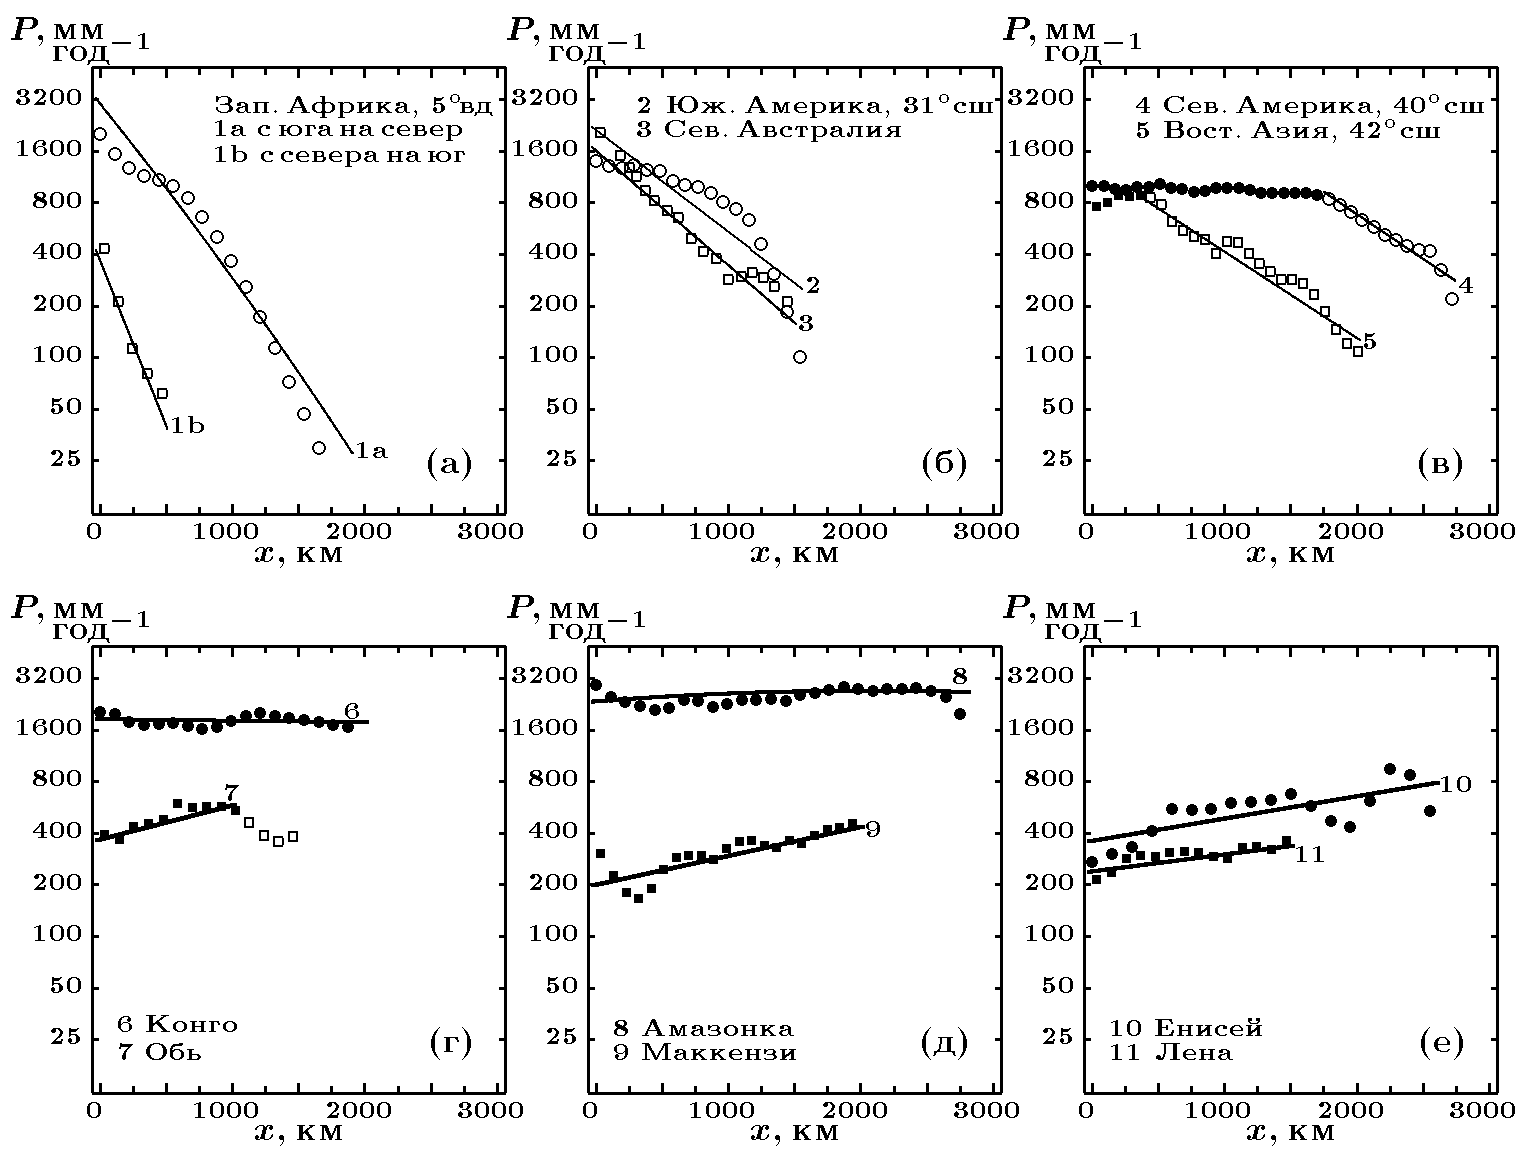 P, мм год−1
3200
1600
800
400
200
100
50
25
Зап. Африка, 5°вд
1a с юга на север
1b с севера на юг
1b
1a
(а)
0 1000 2000 3000
x, км
P, мм год−1
3200
1600
800
400
200
100
50
25
2 Юж. Америка, 31°сш
3 Сев. Австралия
2
3
(б)
0 1000 2000 3000
x, км
P, мм год−1
3200
1600
800
400
200
100
50
25
4 Сев. Америка, 40°сш
5 Вост. Азия, 42°сш
4
5
(в)
0 1000 2000 3000
x, км
P, мм год−1
3200
1600
800
400
200
100
50
25
6
7
6 Конго
7 Обь
(г)
0 1000 2000 3000
x, км
P, мм год−1
3200
1600
800
400
200
100
50
25
8
9
8 Амазонка
9 Маккензи
(д)
0 1000 2000 3000
x, км
P, мм год−1
3200
1600
800
400
200
100
50
25
10
11
10 Енисей
11 Лена
(е)
0 1000 2000 3000
x, км